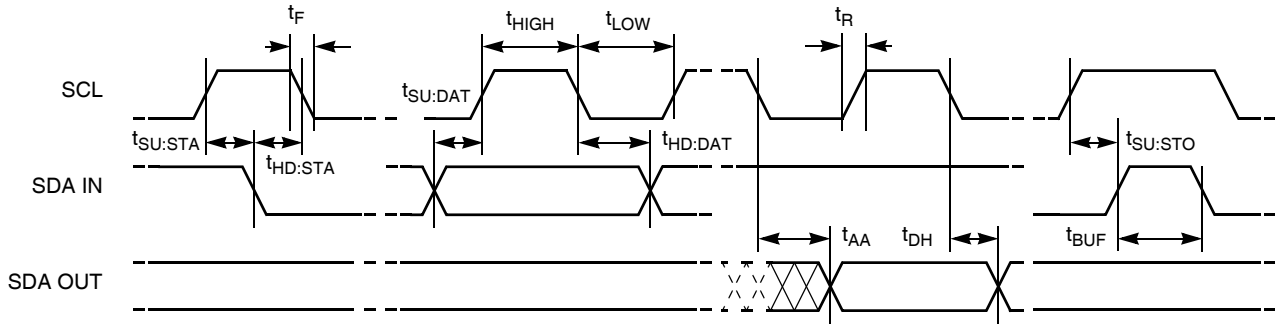 tF
tHIGH
tLOW
tR
SCL
tSU:DAT
tSU:STA
tHD:STA
tHD:DAT
tSU:STO
SDA IN
tAA
tDH
tBUF
SDA OUT